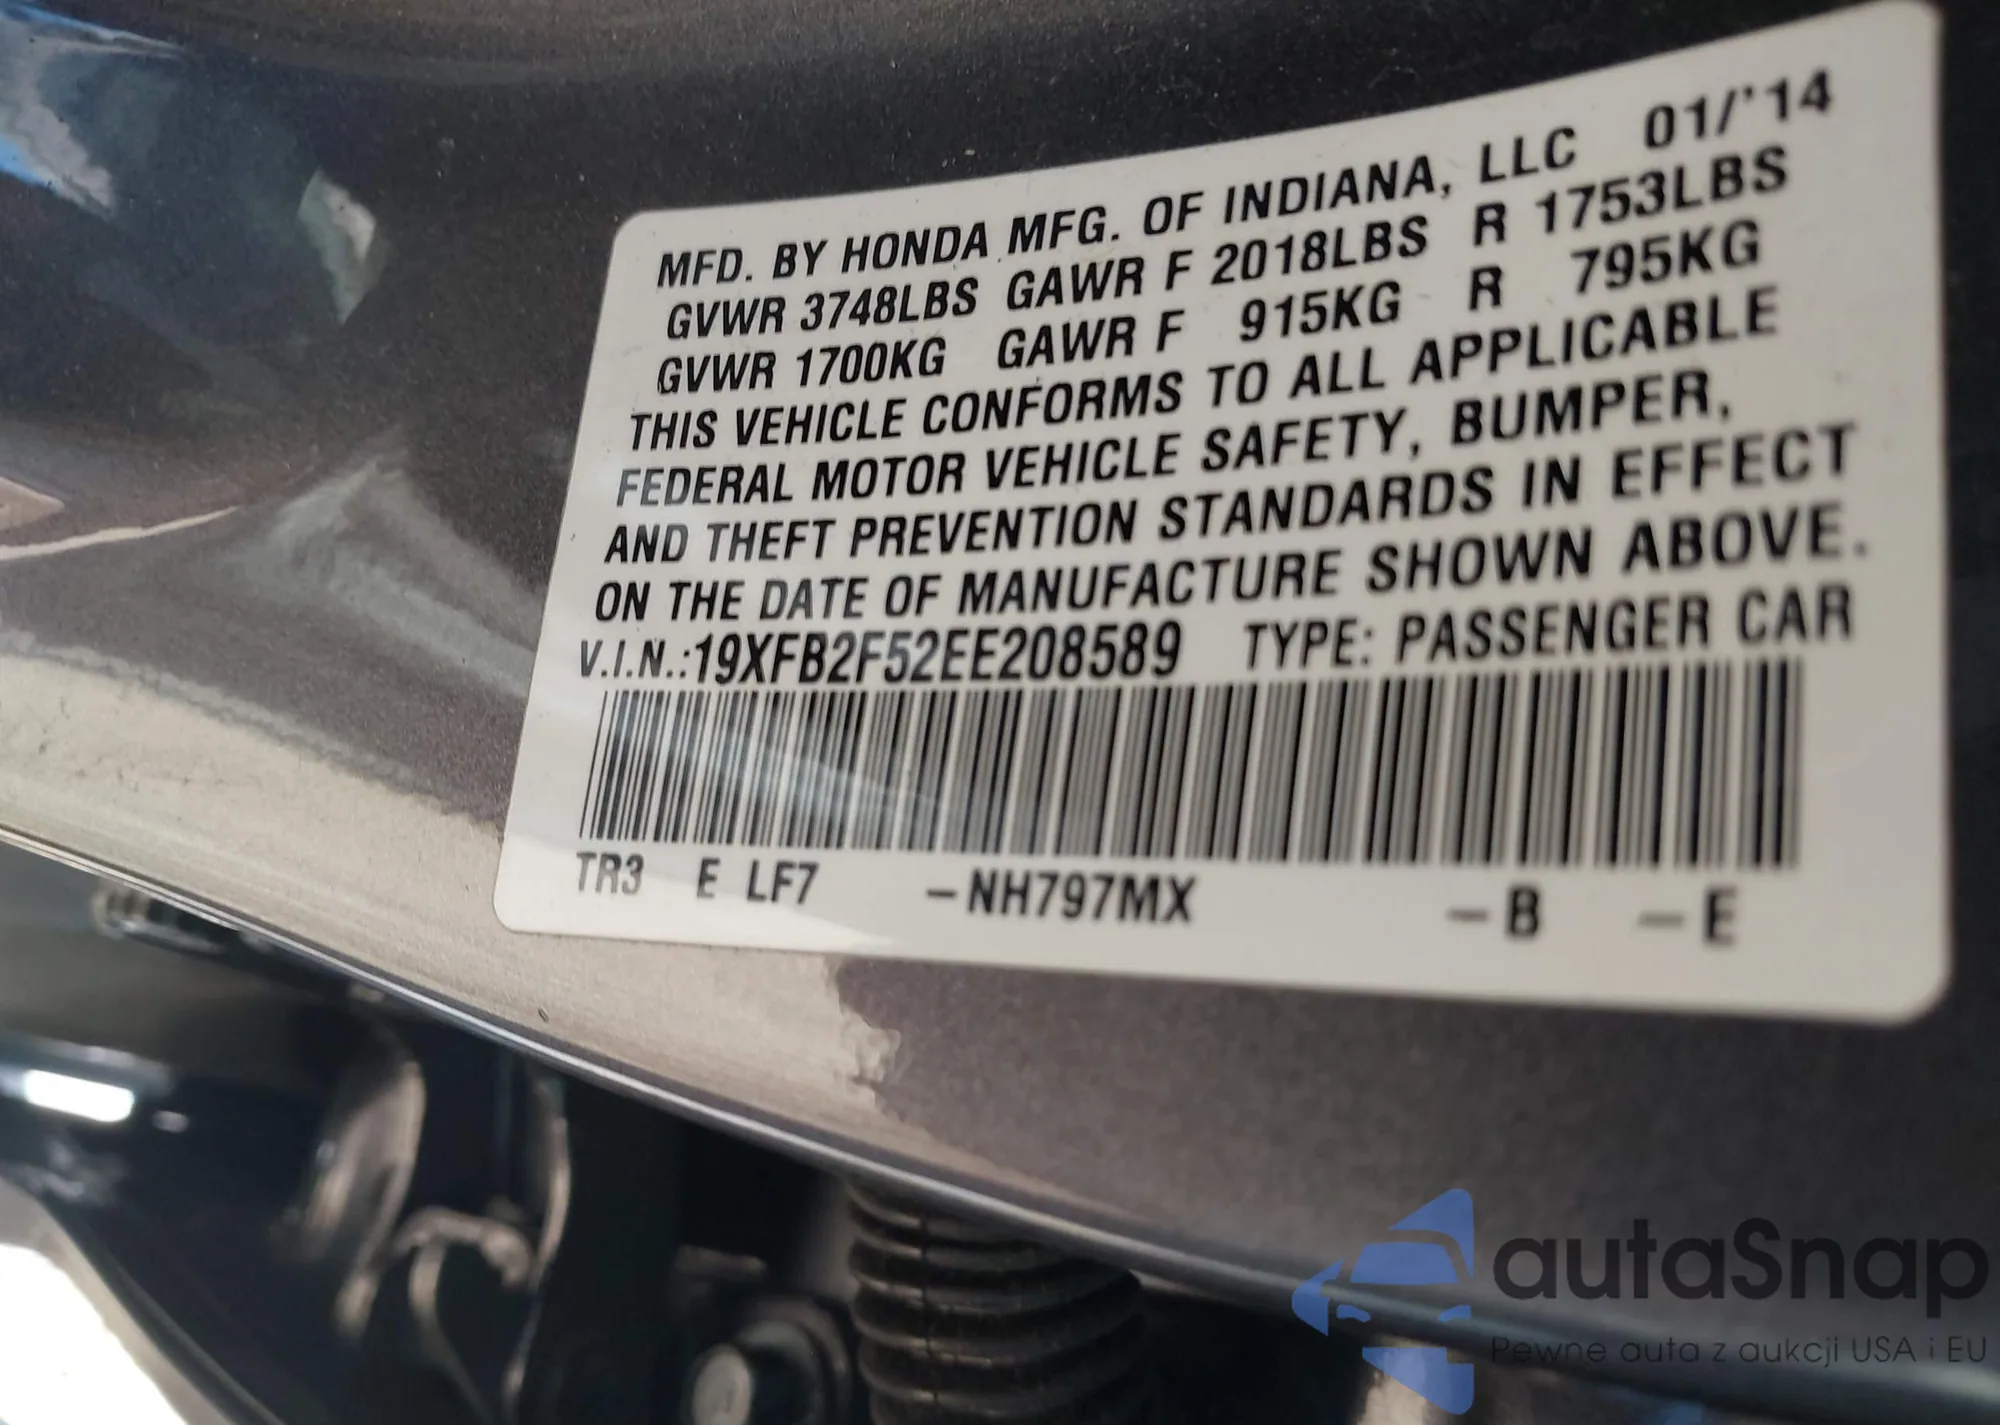 MFD. BY HONDA MFG. OF INDIANA, LLC 01/'14
GVWR 3748LBS GAWR F 2018LBS R 1753LBS
GVWR 1700KG GAWR F 915KG R 795KG
THIS VEHICLE CONFORMS TO ALL APPLICABLE
FEDERAL MOTOR VEHICLE SAFETY, BUMPER,
AND THEFT PREVENTION STANDARDS IN EFFECT
ON THE DATE OF MANUFACTURE SHOWN ABOVE.
V.I.N.:19XFB2F52EE208589 TYPE: PASSENGER CAR
TR3 E LF7 –NH797MX –B –E
autaSnap
Pewne auta z aukcji USA i EU